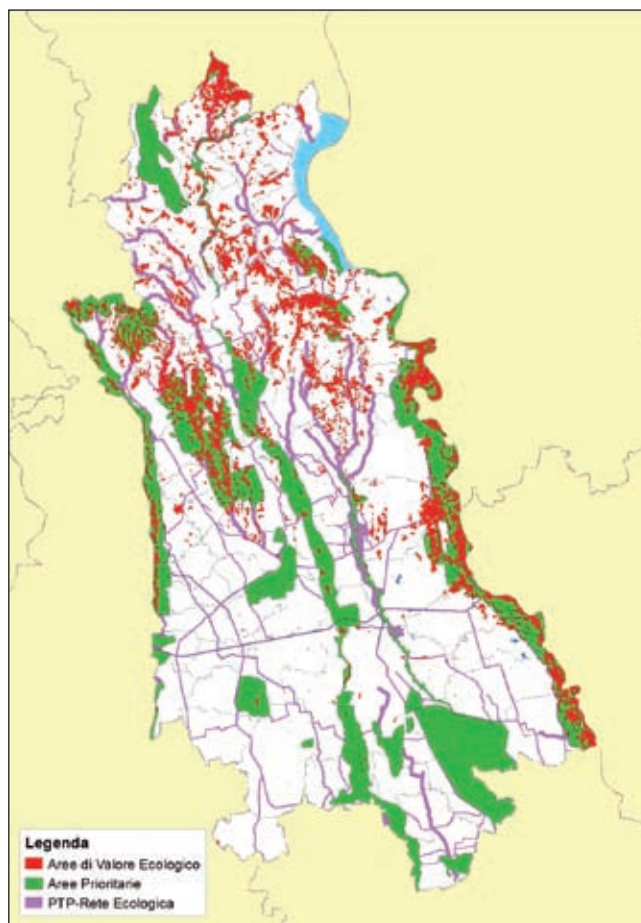 Legenda
Aree di Valore Ecologico
Aree Prioritarie
PTP-Rete Ecologica